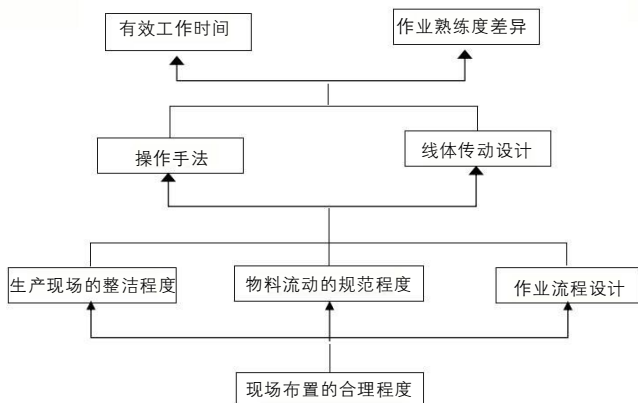 有效工作时间
作业熟练度差异
操作手法
线体传动设计
生产现场的整洁程度
物料流动的规范程度
作业流程设计
现场布置的合理程度